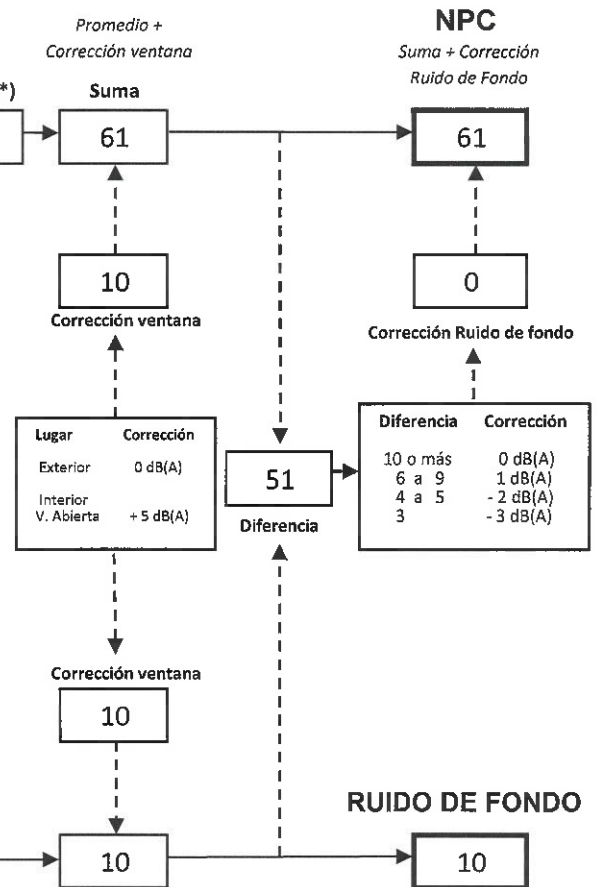 Promedio +
Corrección ventana
NPC
Suma + Corrección
Ruido de Fondo
*)
Suma
61
61
10
0
Corrección ventana
Corrección Ruido de fondo
Lugar Corrección
Exterior 0 dB(A)
Interior
V. Abierta + 5 dB(A)
51
Diferencia
Diferencia Corrección
10 o más 0 dB(A)
6 a 9 1 dB(A)
4 a 5 - 2 dB(A)
3 - 3 dB(A)
Corrección ventana
10
RUIDO DE FONDO
10
10